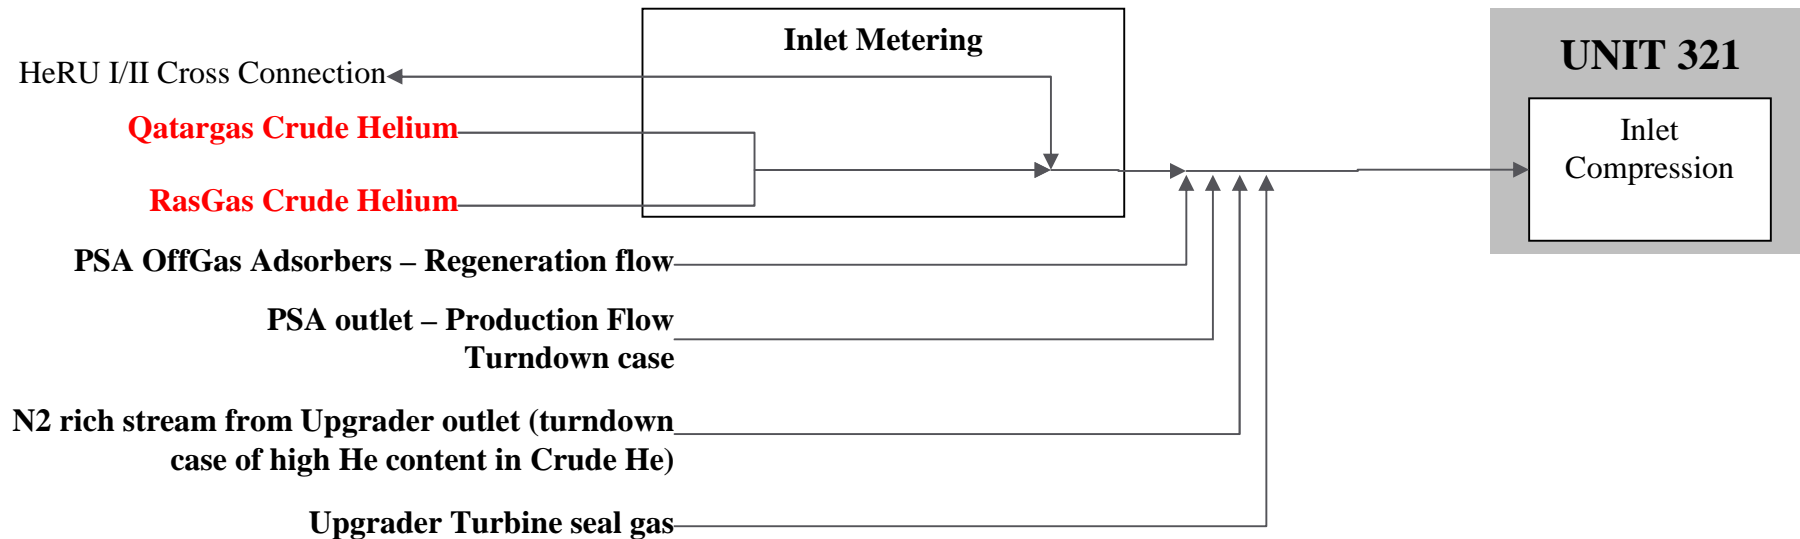 Inlet Metering
UNIT 321
HeRU I/II Cross Connection
Qatargas Crude Helium
RasGas Crude Helium
Inlet
Compression
PSA OffGas Adsorbers – Regeneration flow
PSA outlet – Production Flow
Turndown case
N2 rich stream from Upgrader outlet (turndown
case of high He content in Crude He)
Upgrader Turbine seal gas